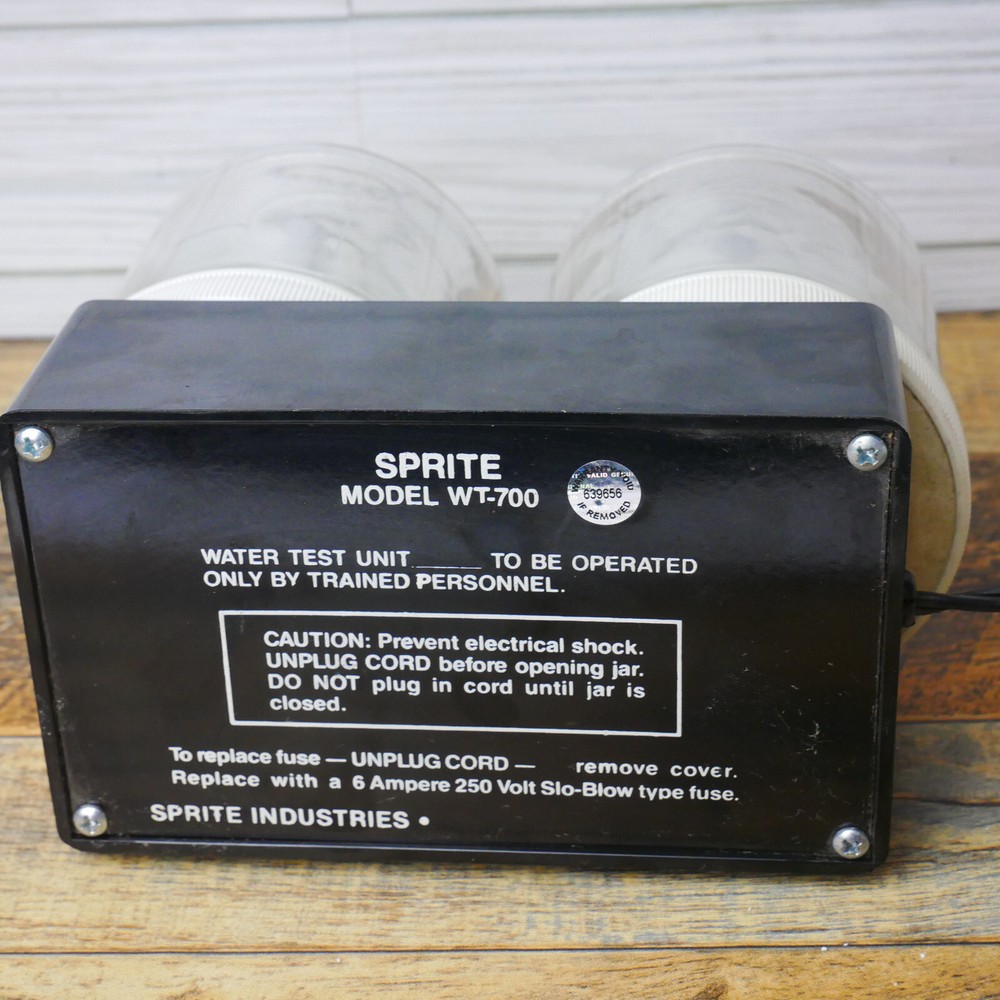 SPRITE
MODEL WT-700
VALID
639656
IF REMOVED
WATER TEST UNIT_____ TO BE OPERATED
ONLY BY TRAINED PERSONNEL.
CAUTION: Prevent electrical shock.
UNPLUG CORD before opening jar.
DO NOT plug in cord until jar is
closed.
To replace fuse — UNPLUG CORD — remove cover.
Replace with a 6 Ampere 250 Volt Slo-Blow type fuse.
SPRITE INDUSTRIES •